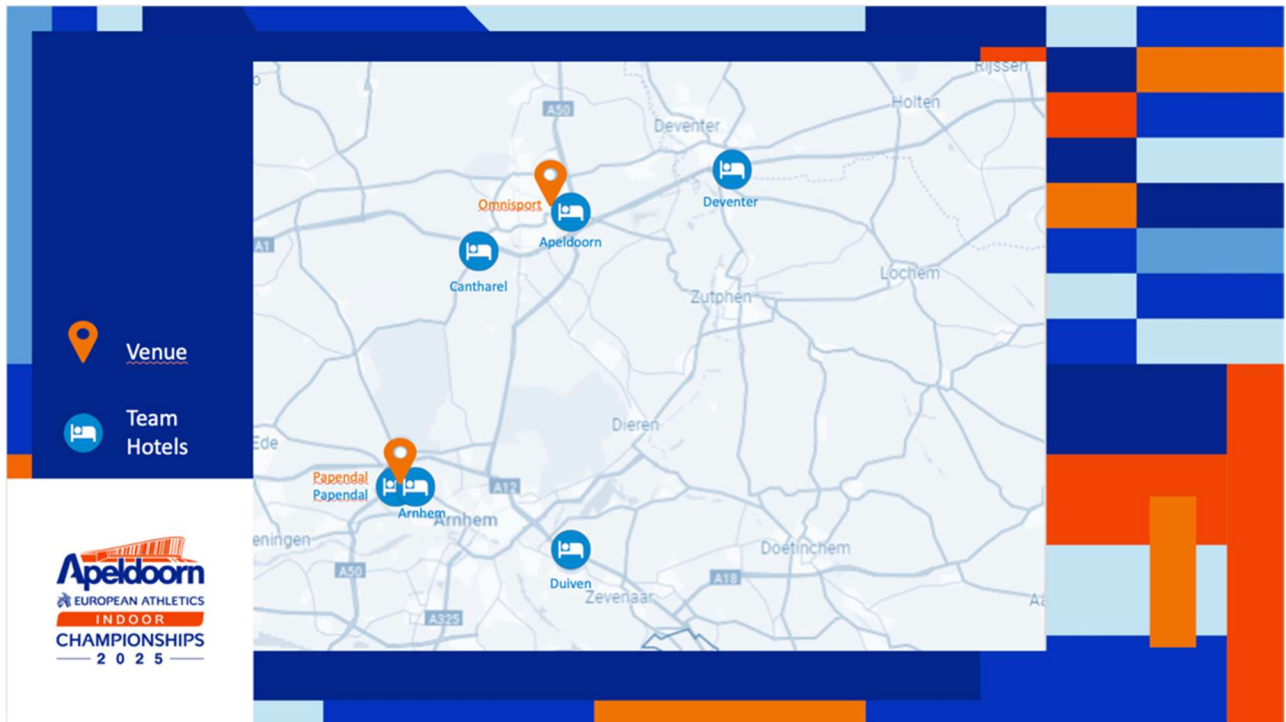 Rijssen
A50
Holten
Deventer
Omnisport
Deventer
Apeldoorn
A1
Lochem
Cantharel
Zutphen
Venue
Team
Hotels
Dieren
Ede
Papendal
Papendal
A12
Arnhem
Arnhem
eningen
Doetinchem
A50
Duiven
A18
Zevenaar
A325
Apeldoorn
EUROPEAN ATHLETICS
INDOOR
CHAMPIONSHIPS
2025